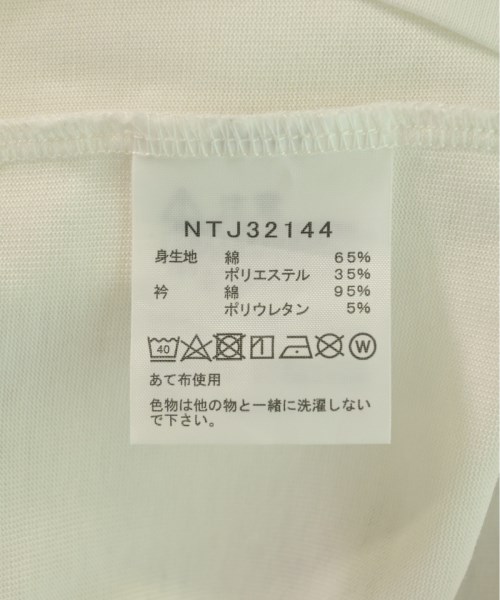 NTJ32144
身生地 綿 65%
ポリエステル 35%
衿 綿 95%
ポリウレタン 5%
40 W
あて布使用
色物は他の物と一緒に洗濯しない
で下さい。